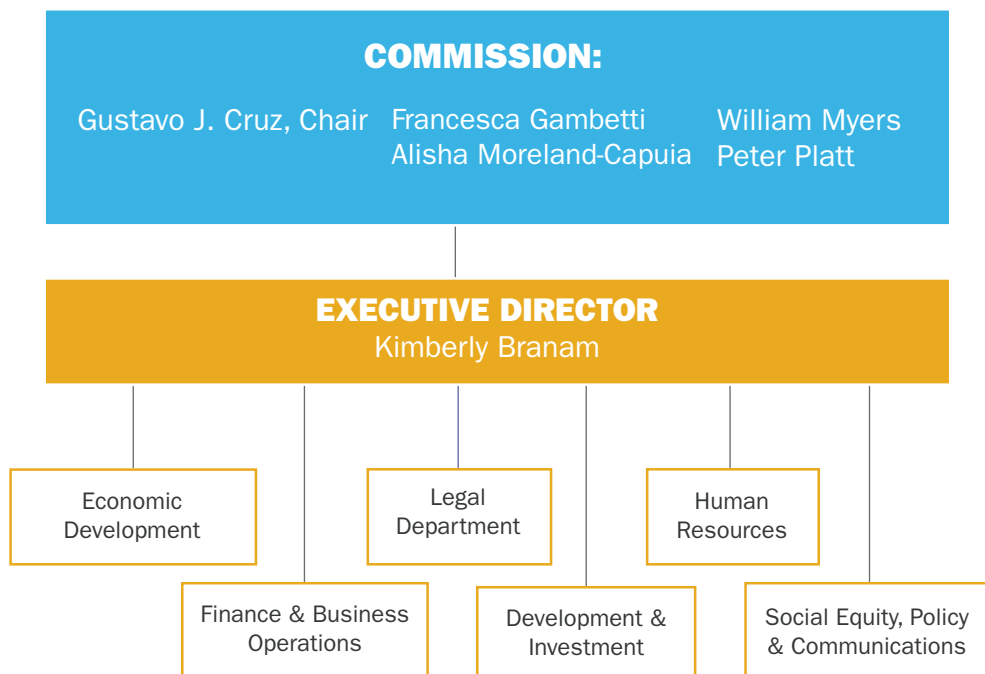 COMMISSION:
Gustavo J. Cruz, Chair
Francesca Gambetti
Alisha Moreland-Capuia
William Myers
Peter Platt
EXECUTIVE DIRECTOR
Kimberly Branam
Economic
Development
Legal
Department
Human
Resources
Finance & Business
Operations
Development &
Investment
Social Equity, Policy
& Communications